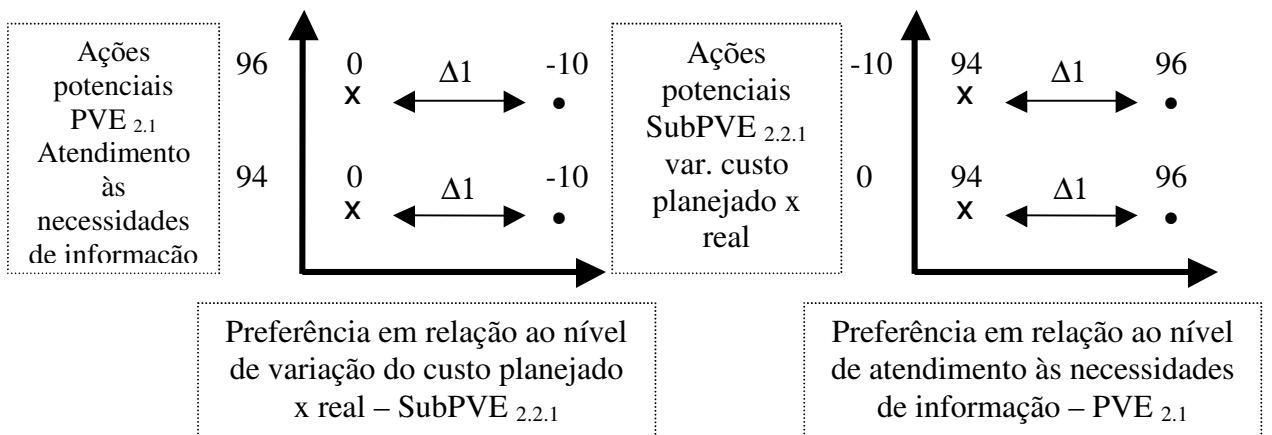 Ações
potenciais
PVE 2.1
Atendimento
às
necessidades
de informação
96 0 Δ1 -10
x •
94 0 Δ1 -10
x •
Preferência em relação ao nível
de variação do custo planejado
x real – SubPVE 2.2.1
Ações
potenciais
SubPVE 2.2.1
var. custo
planejado x
real
-10 94 Δ1 96
x •
0 94 Δ1 96
x •
Preferência em relação ao nível
de atendimento às necessidades
de informação – PVE 2.1